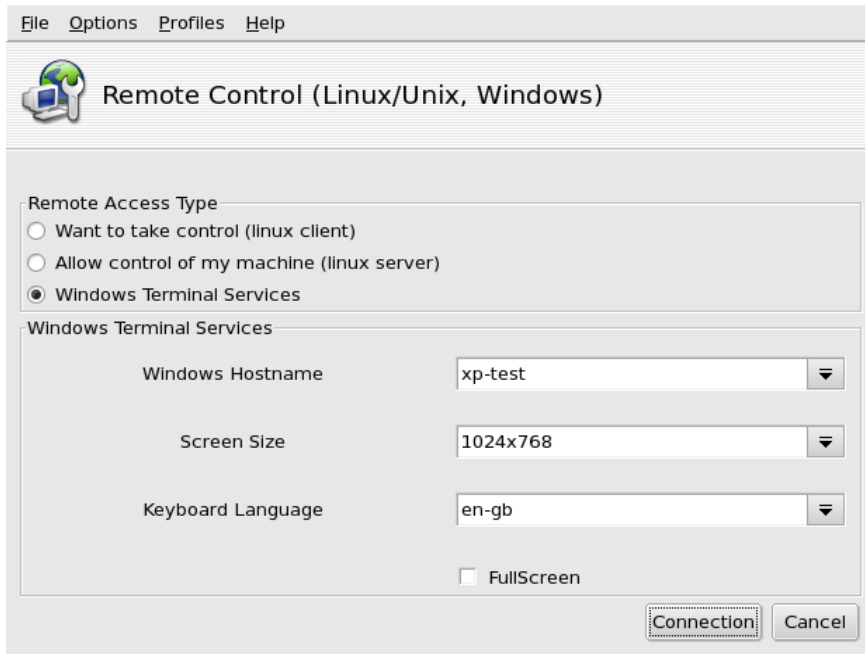 File Options Profiles Help
Remote Control (Linux/Unix, Windows)
Remote Access Type
Want to take control (linux client)
Allow control of my machine (linux server)
Windows Terminal Services
Windows Terminal Services
Windows Hostname xp-test
Screen Size 1024x768
Keyboard Language en-gb
FullScreen
Connection Cancel